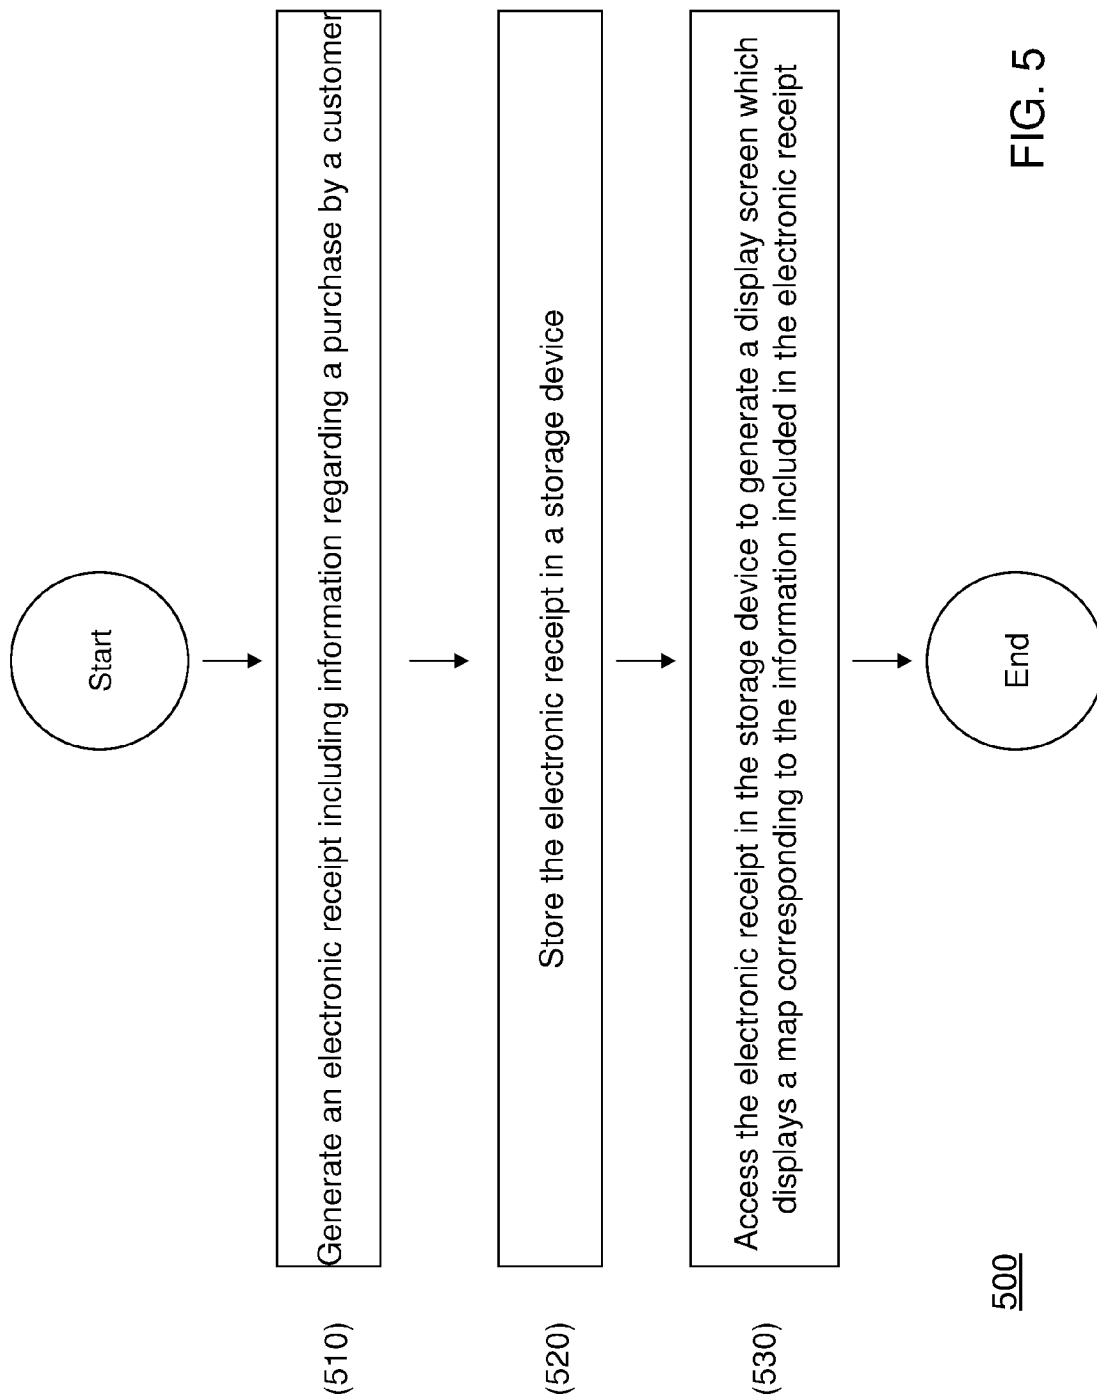 Start
(510)
Generate an electronic receipt including information regarding a purchase by a customer
(520)
Store the electronic receipt in a storage device
(530)
Access the electronic receipt in the storage device to generate a display screen which
displays a map corresponding to the information included in the electronic receipt
End
500
FIG. 5